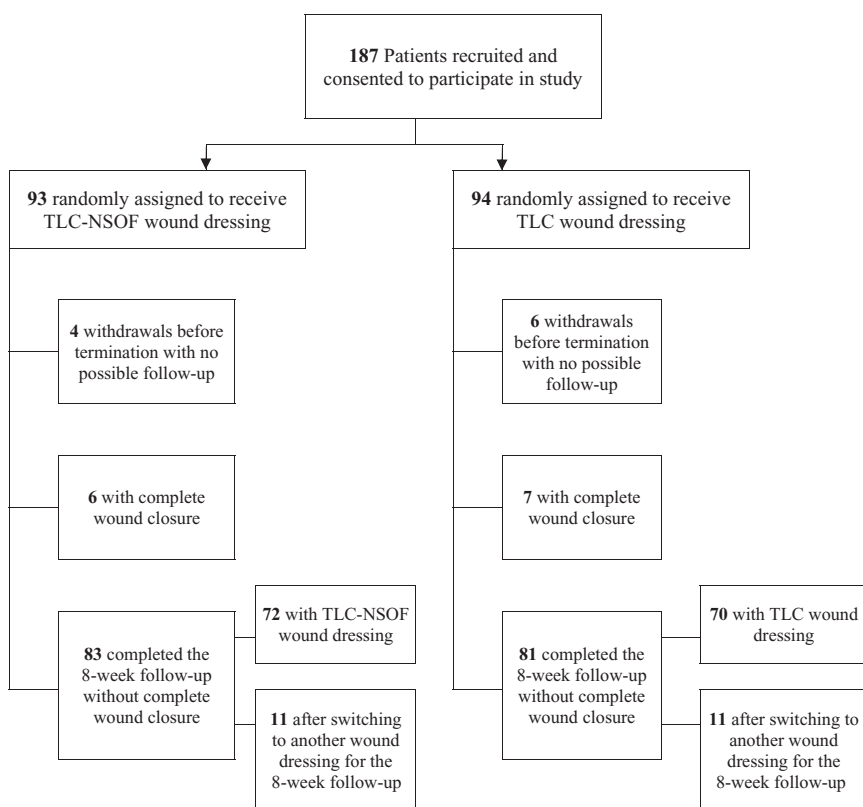 187 Patients recruited and
consented to participate in study
93 randomly assigned to receive
TLC-NSOF wound dressing
94 randomly assigned to receive
TLC wound dressing
4 withdrawals before
termination with no
possible follow-up
6 withdrawals
before termination
with no possible
follow-up
6 with complete
wound closure
7 with complete
wound closure
83 completed the
8-week follow-up
without complete
wound closure
72 with TLC-NSOF
wound dressing
11 after switching
to another wound
dressing for the
8-week follow-up
81 completed the
8-week follow-up
without complete
wound closure
70 with TLC wound
dressing
11 after switching to
another wound
dressing for the
8-week follow-up